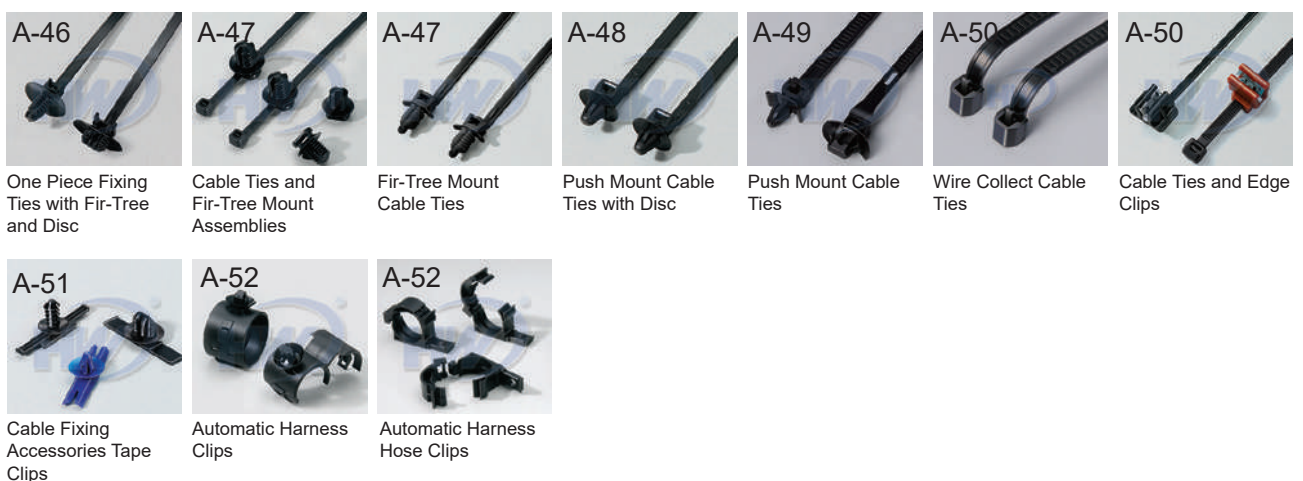 A-46
One Piece Fixing
Ties with Fir-Tree
and Disc
A-47
Cable Ties and
Fir-Tree Mount
Assemblies
A-47
Fir-Tree Mount
Cable Ties
A-48
Push Mount Cable
Ties with Disc
A-49
Push Mount Cable
Ties
A-50
Wire Collect Cable
Ties
A-50
Cable Ties and Edge
Clips
A-51
Cable Fixing
Accessories Tape
Clips
A-52
Automatic Harness
Clips
A-52
Automatic Harness
Hose Clips